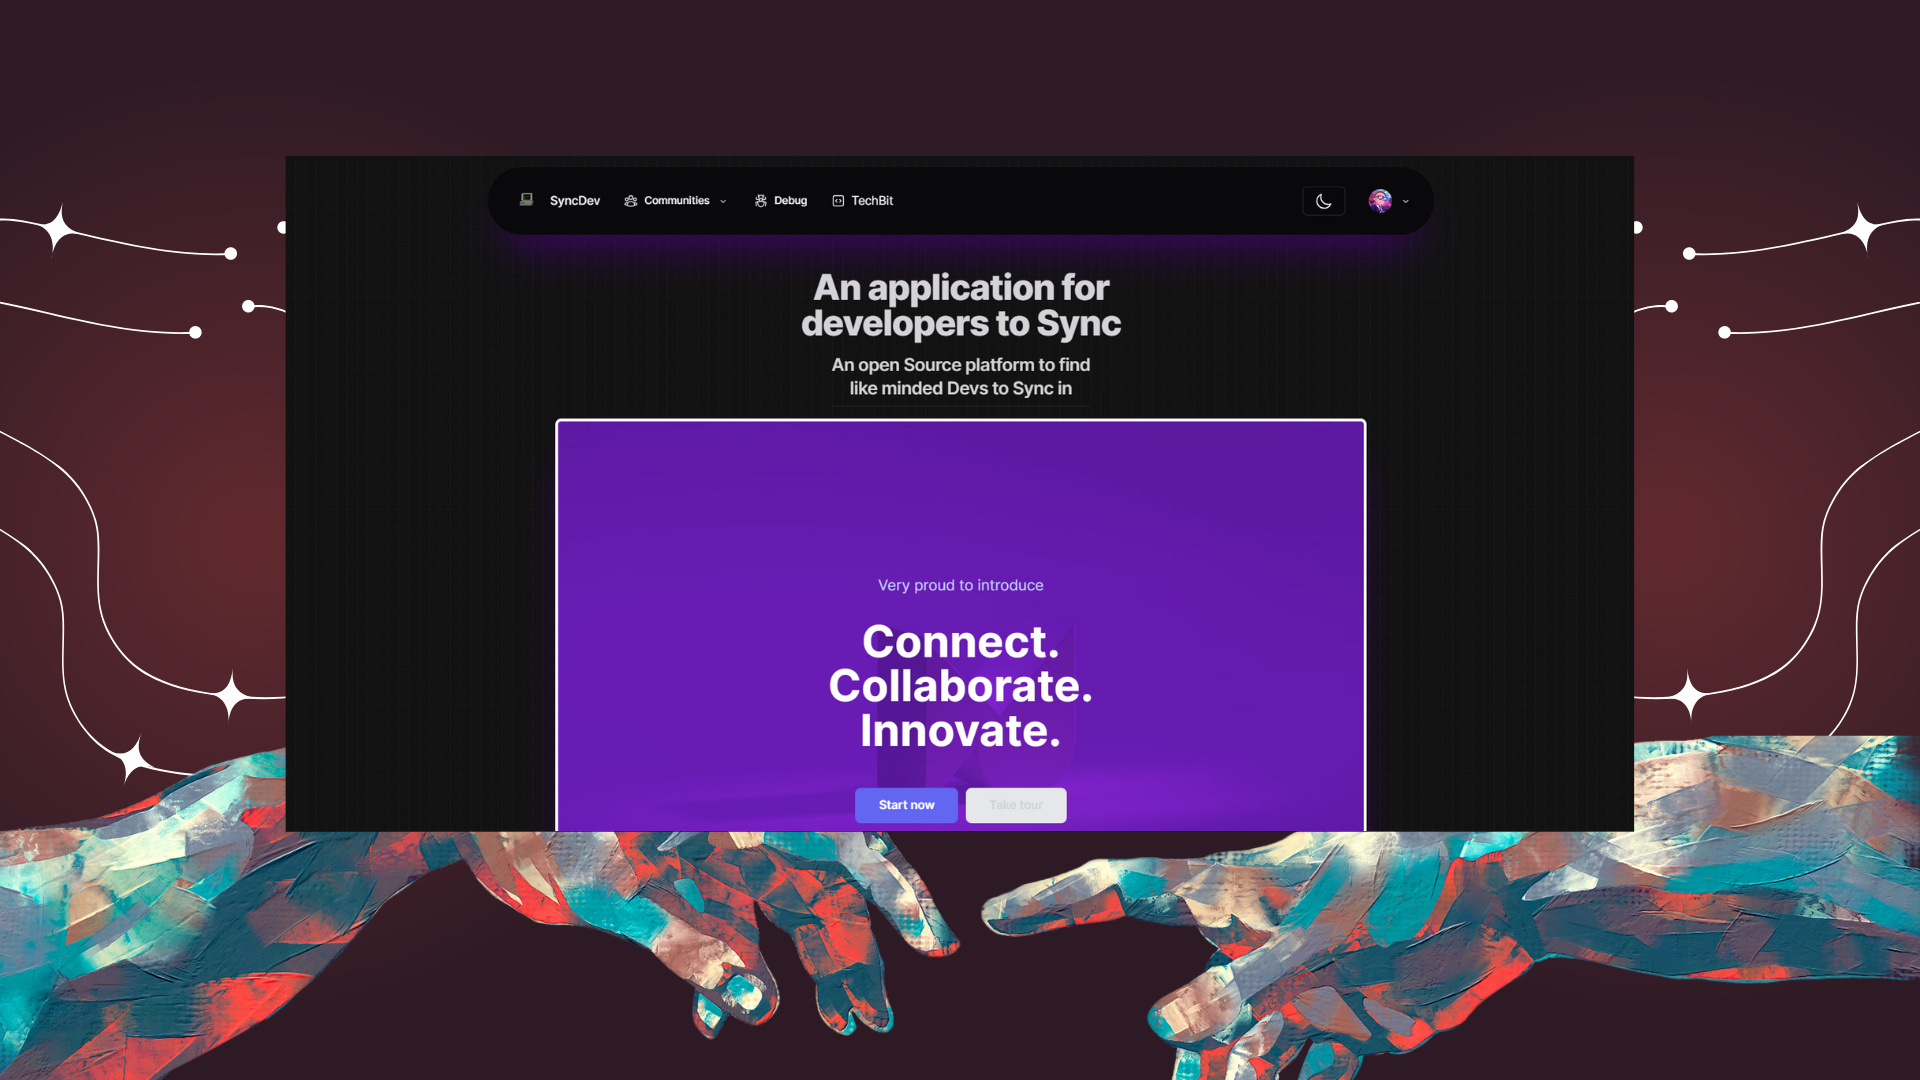 SyncDev Communities Debug TechBit
An application for
developers to Sync
An open Source platform to find
like minded Devs to Sync in
Very proud to introduce
Connect.
Collaborate.
Innovate.
Start now Take tour